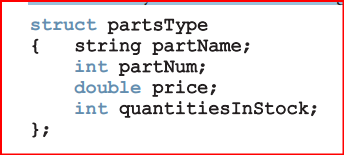 struct partsType
{ string partName;
int partNum;
double price;
int quantitiesInStock;
};